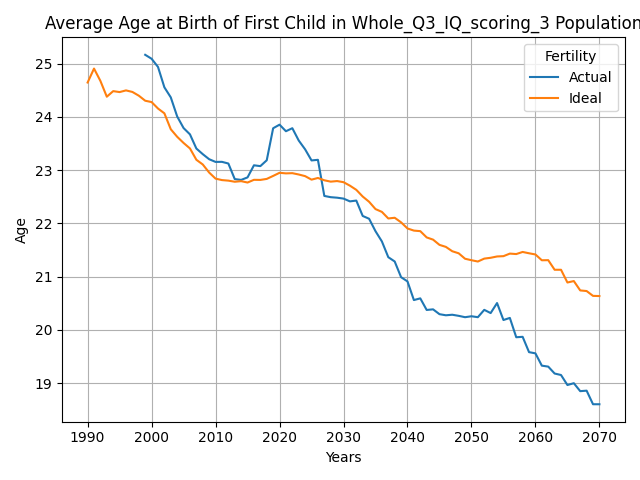 Average Age at Birth of First Child in Whole_Q3_IQ_scoring_3 Population
Fertility
Actual
Ideal
25
24
23
22
21
20
19
Age
1990 2000 2010 2020 2030 2040 2050 2060 2070
Years